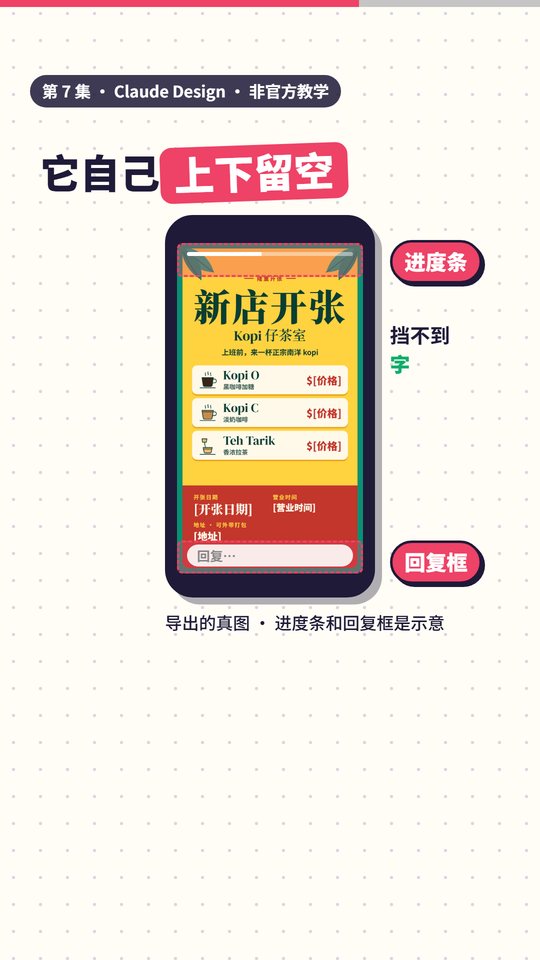 第 7 集 · Claude Design · 非官方教学
它自己 上下留空
进度条
挡不到
字
新店开张
Kopi 仔茶室
上班前，来一杯正宗南洋 kopi
Kopi O
黑咖啡加糖
$[价格]
Kopi C
淡奶咖啡
$[价格]
Teh Tarik
香浓拉茶
$[价格]
开张日期
营业时间
[开张日期]
[营业时间]
地址 · 可外带打包
[地址]
回复…
回复框
导出的真图 · 进度条和回复框是示意